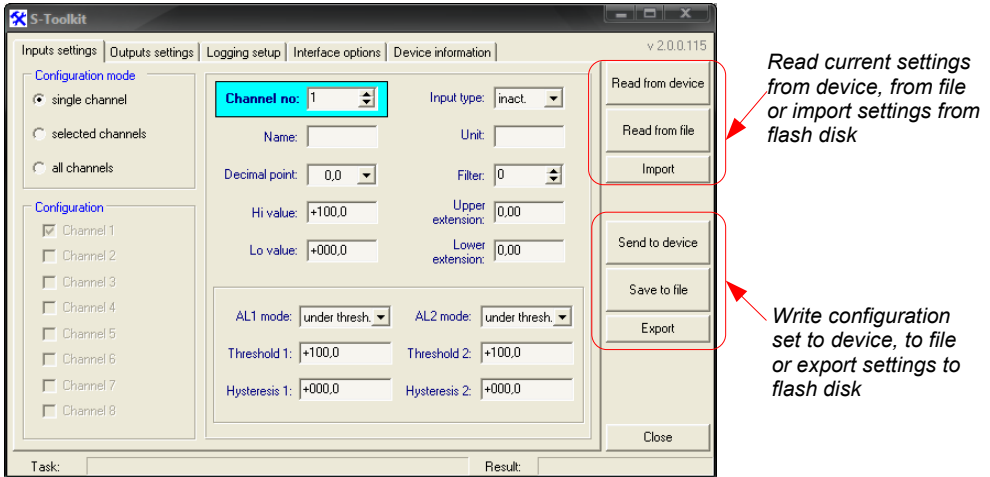 S-Toolkit
Inputs settings Outputs settings Logging setup Interface options Device information
v 2.0.0.115
Configuration mode
single channel
selected channels
all channels
Configuration
Channel 1
Channel 2
Channel 3
Channel 4
Channel 5
Channel 6
Channel 7
Channel 8
Channel no: 1 Input type: inact.
Name: Unit:
Decimal point: 0,0 Filter: 0
Hi value: +100,0 Upper extension: 0,00
Lo value: +000,0 Lower extension: 0,00
AL1 mode: under thresh. AL2 mode: under thresh.
Threshold 1: +100,0 Threshold 2: +100,0
Hysteresis 1: +000,0 Hysteresis 2: +000,0
Read from device
Read from file
Import
Send to device
Save to file
Export
Close
Task: Result:
Read current settings
from device, from file
or import settings from
flash disk
Write configuration
set to device, to file
or export settings to
flash disk